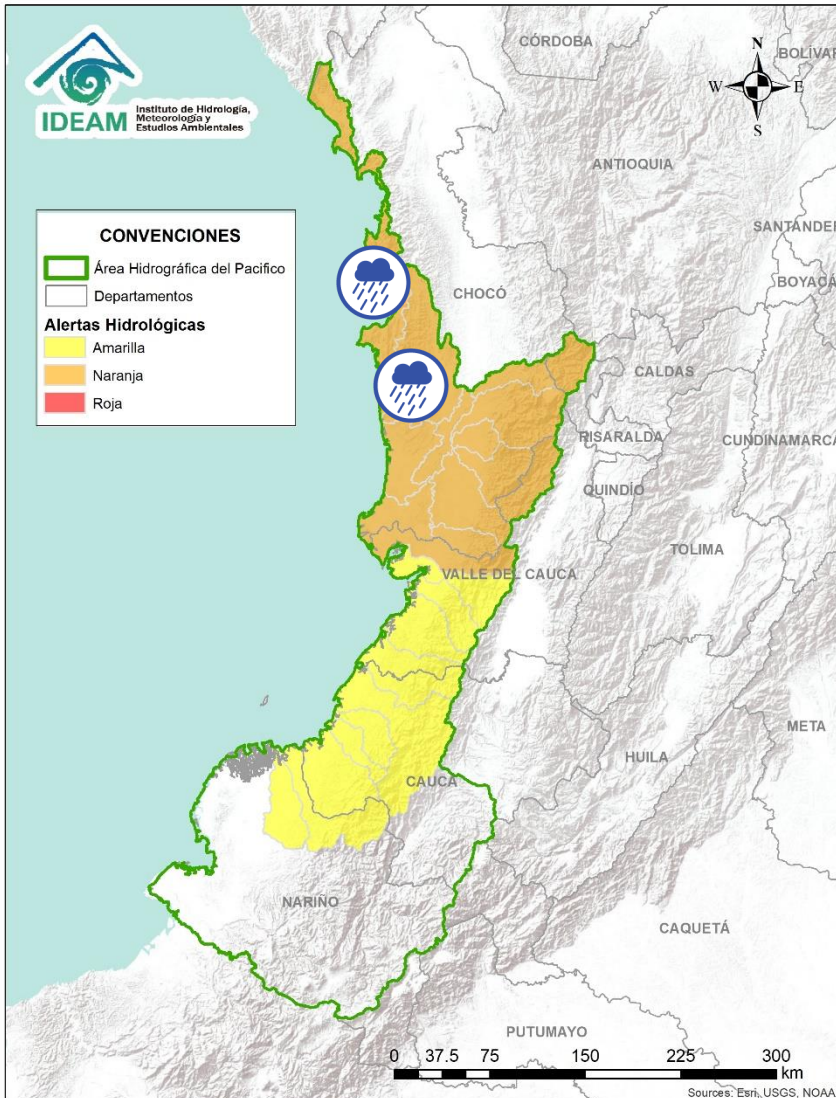 IDEAM
Instituto de Hidrología,
Meteorología y
Estudios Ambientales
CÓRDOBA
BOLÍVAR
N
W
E
S
ANTIOQUIA
SANTANDER
BOYACÁ
CONVENCIONES
Área Hidrográfica del Pacifico
Departamentos
Alertas Hidrológicas
Amarilla
Naranja
Roja
CHOCÓ
CALDAS
RISARALDA
CUNDINAMARCA
QUINDÍO
TOLIMA
VALLE DEL CAUCA
META
HUILA
CAUCA
NARIÑO
CAQUETÁ
PUTUMAYO
0 37.5 75 150 225 300
km
Sources: Esri, USGS, NOAA